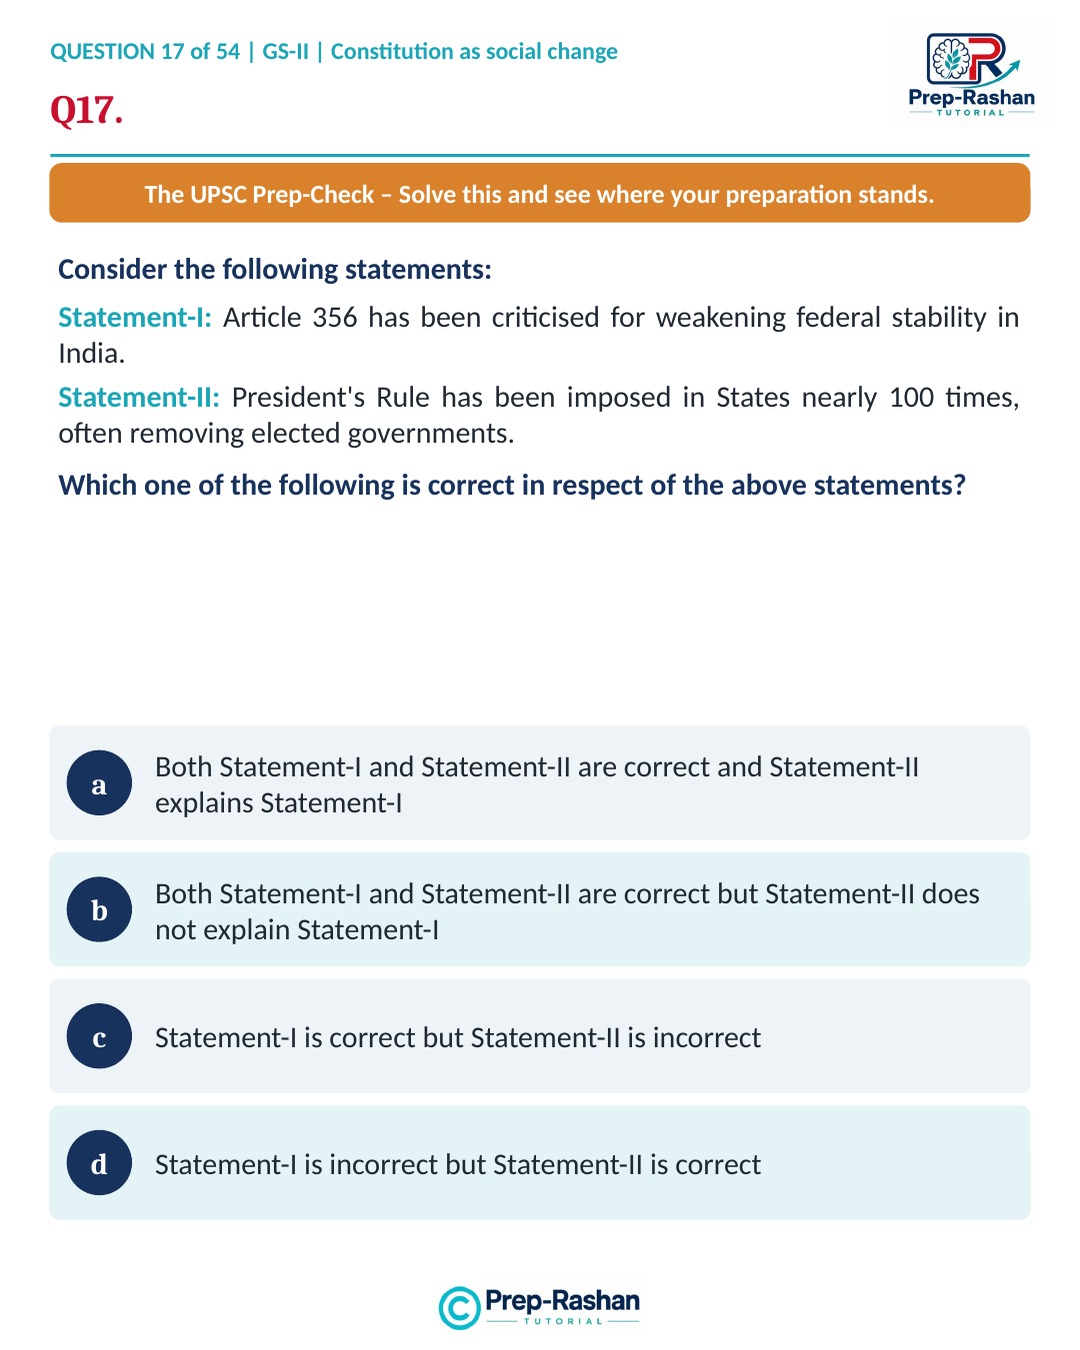 QUESTION 17 of 54 | GS-II | Constitution as social change
Q17.
Prep-Rashan
TUTORIAL
The UPSC Prep-Check – Solve this and see where your preparation stands.
Consider the following statements:
Statement-I: Article 356 has been criticised for weakening federal stability in
India.
Statement-II: President's Rule has been imposed in States nearly 100 times,
often removing elected governments.
Which one of the following is correct in respect of the above statements?
a
Both Statement-I and Statement-II are correct and Statement-II
explains Statement-I
b
Both Statement-I and Statement-II are correct but Statement-II does
not explain Statement-I
c
Statement-I is correct but Statement-II is incorrect
d
Statement-I is incorrect but Statement-II is correct
© Prep-Rashan
TUTORIAL